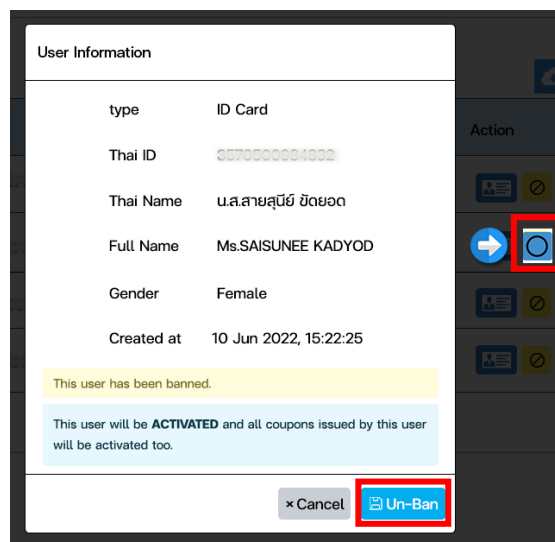 User Information
type ID Card
Action
Thai ID
Thai Name น.ส.สายสุนีย์ ขัดยอด
Full Name Ms.SAISUNEE KADYOD
Gender Female
Created at 10 Jun 2022, 15:22:25
This user has been banned.
This user will be ACTIVATED and all coupons issued by this user
will be activated too.
× Cancel
Un-Ban